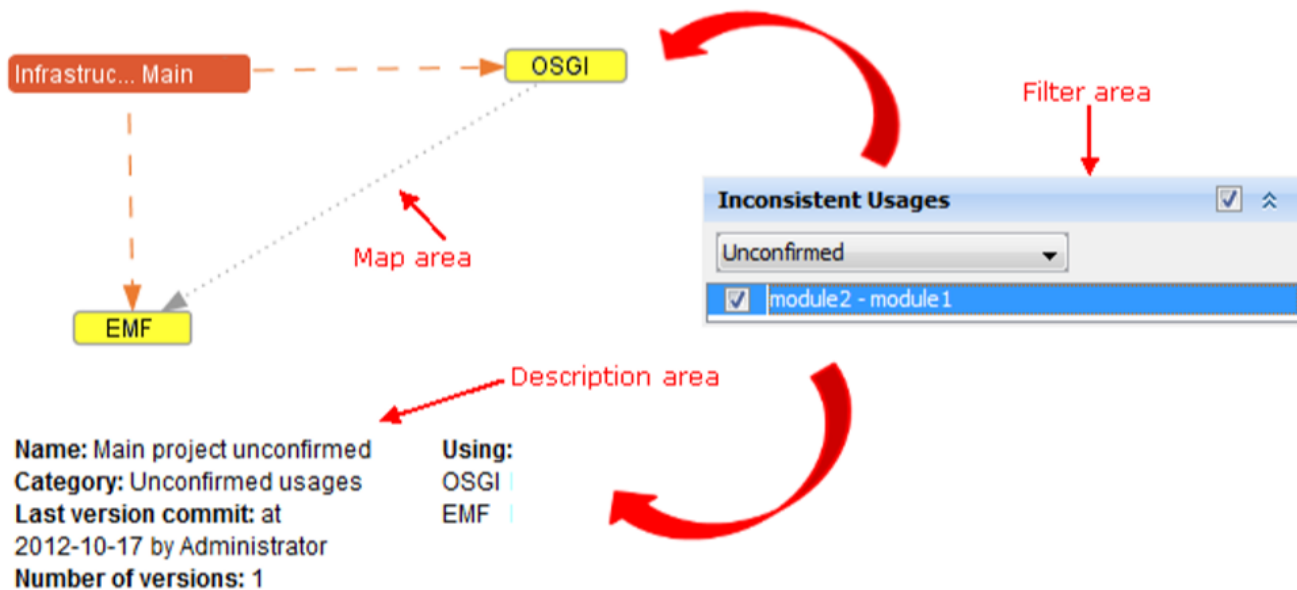 Infrastruc... Main
OSGI
Filter area
Inconsistent Usages
Unconfirmed
module2 - module1
Map area
EMF
Description area
Name: Main project unconfirmed
Category: Unconfirmed usages
Last version commit: at
2012-10-17 by Administrator
Number of versions: 1
Using:
OSGI
EMF